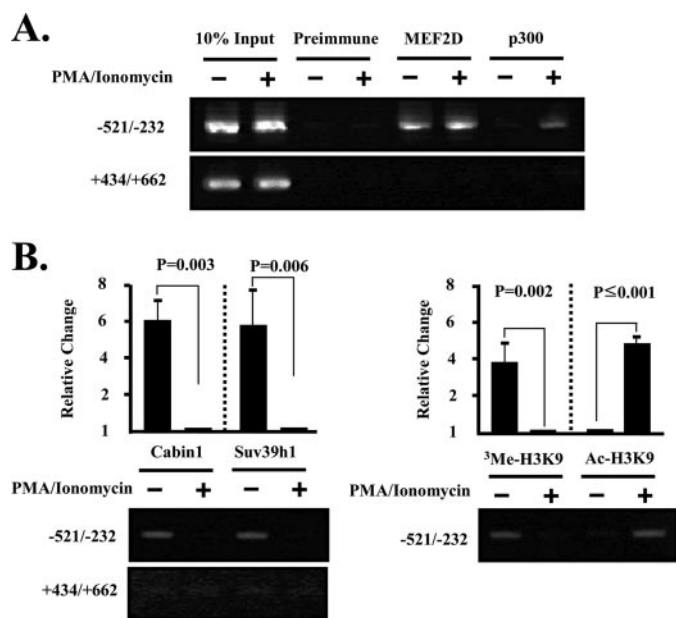 A.
10% Input Preimmune MEF2D p300
PMA/Ionomycin − + − + − + − +
-521/-232
+434/+662
B.
P=0.003 P=0.006
8
6
4
2
1
Relative Change
Cabin1 Suv39h1
PMA/Ionomycin − + − +
-521/-232
+434/+662
P=0.002 P≤0.001
8
6
4
2
1
Relative Change
³Me-H3K9 Ac-H3K9
PMA/Ionomycin − + − +
-521/-232